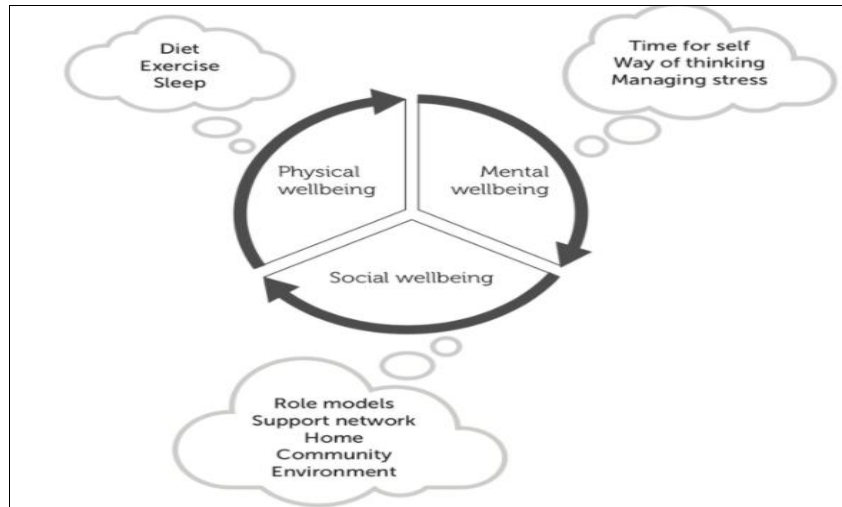 Diet
Exercise
Sleep
Time for self
Way of thinking
Managing stress
Physical
wellbeing
Mental
wellbeing
Social wellbeing
Role models
Support network
Home
Community
Environment